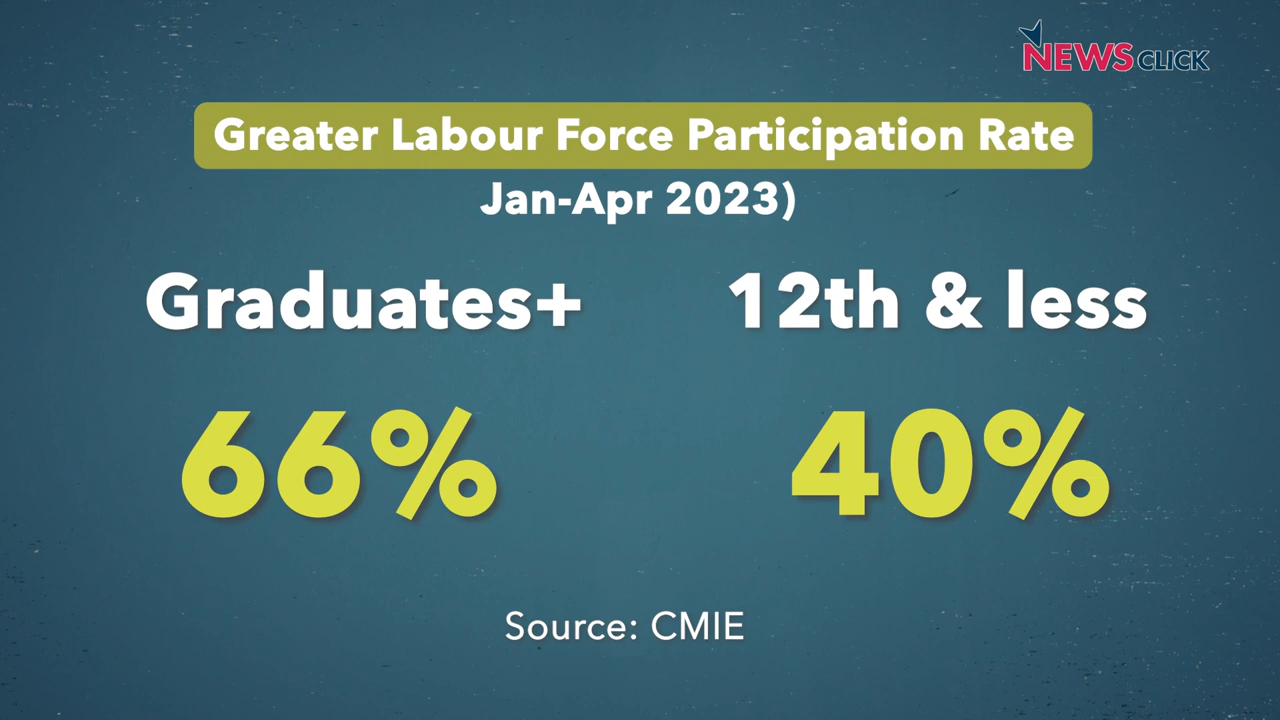 NEWSCLICK
Greater Labour Force Participation Rate
Jan-Apr 2023)
Graduates+ 12th & less
66% 40%
Source: CMIE